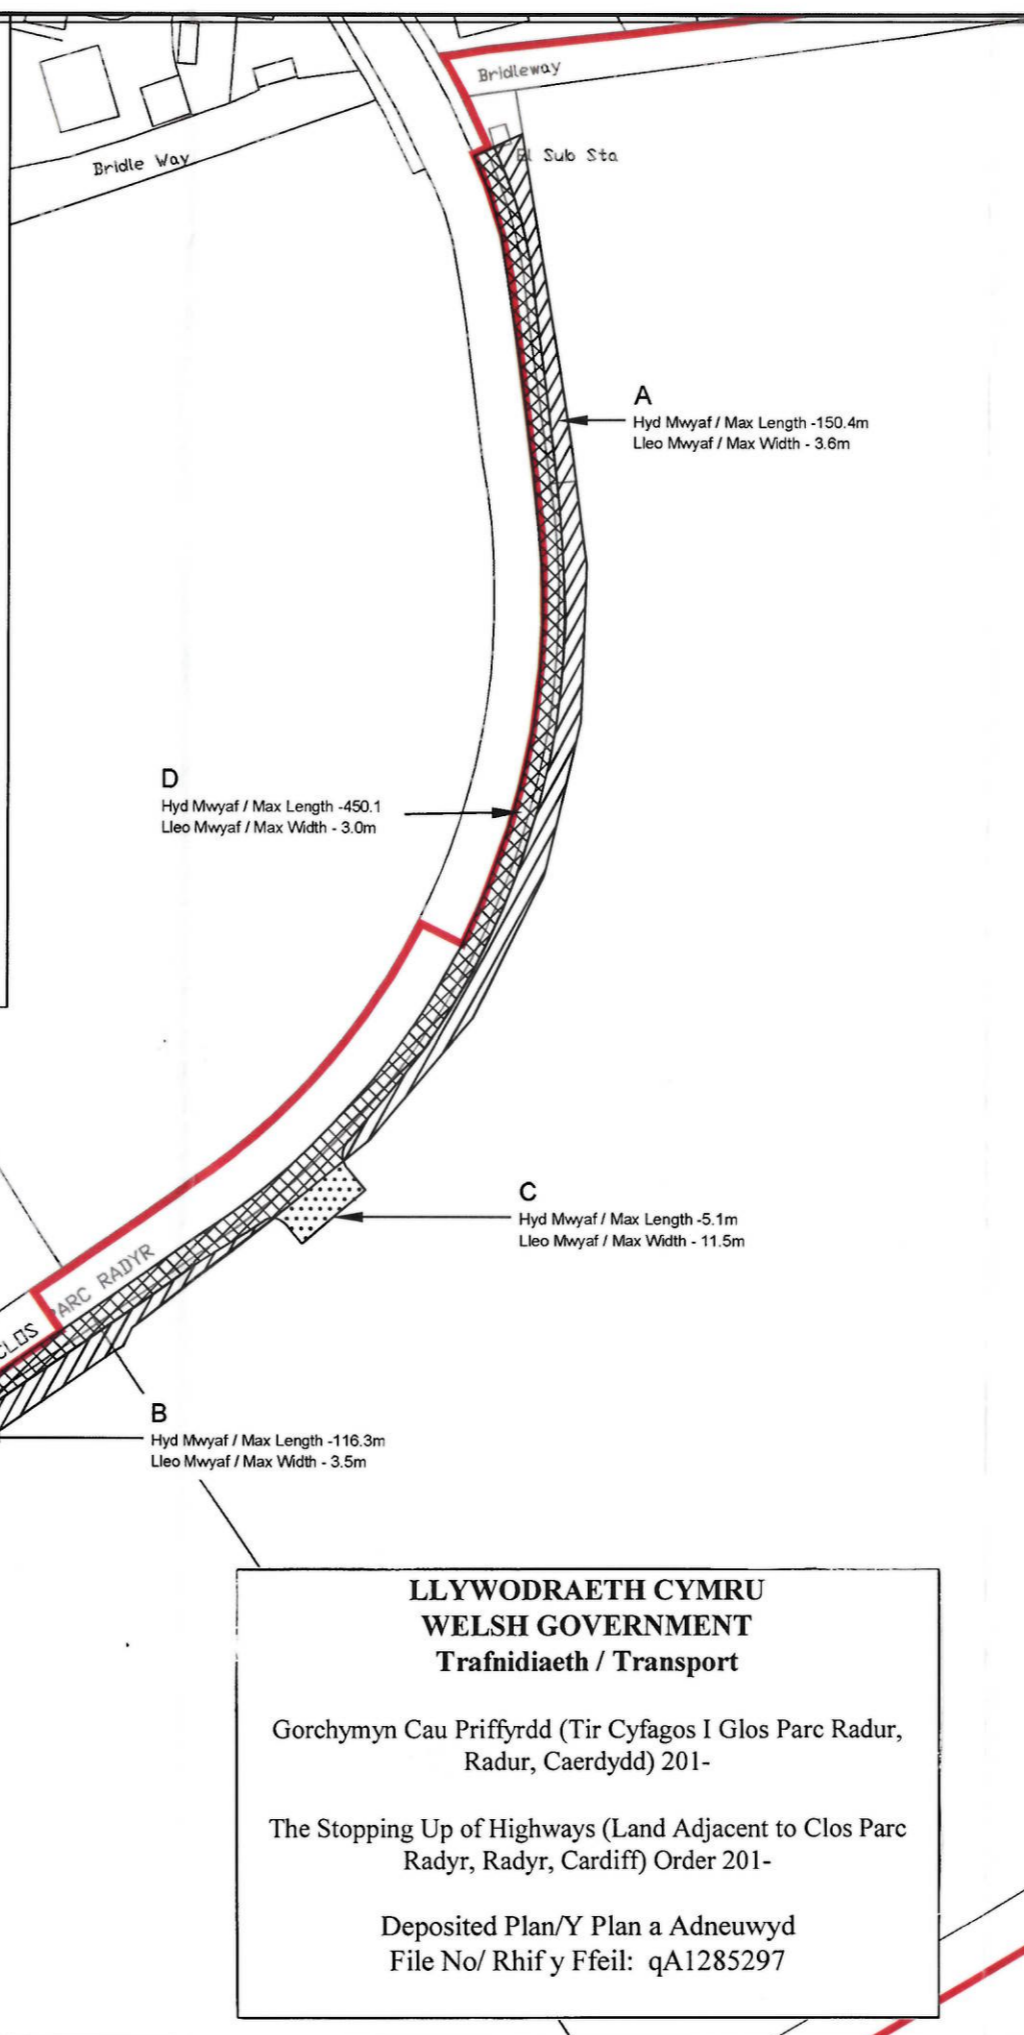 Bridleway
Bridle Way
El Sub Sta
A
Hyd Mwyaf / Max Length -150.4m
Lleo Mwyaf / Max Width - 3.6m
D
Hyd Mwyaf / Max Length -450.1
Lleo Mwyaf / Max Width - 3.0m
C
Hyd Mwyaf / Max Length -5.1m
Lleo Mwyaf / Max Width - 11.5m
CLOS PARC RADYR
B
Hyd Mwyaf / Max Length -116.3m
Lleo Mwyaf / Max Width - 3.5m
LLYWODRAETH CYMRU
WELSH GOVERNMENT
Trafnidiaeth / Transport
Gorchymyn Cau Priffyrdd (Tir Cyfagos I Glos Parc Radur,
Radur, Caerdydd) 201-
The Stopping Up of Highways (Land Adjacent to Clos Parc
Radyr, Radyr, Cardiff) Order 201-
Deposited Plan/Y Plan a Adneuwyd
File No/ Rhif y Ffeil: qA1285297